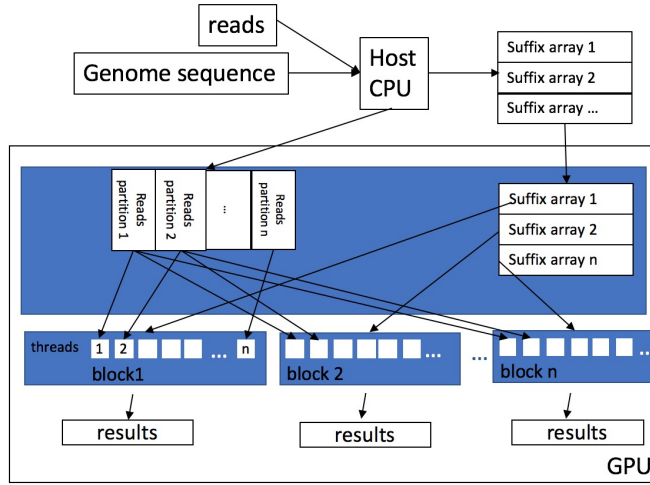 reads
Genome sequence
Host
CPU
Suffix array 1
Suffix array 2
Suffix array ...
Reads
partition 1
Reads
partition 2
...
Reads
partition n
Suffix array 1
Suffix array 2
Suffix array n
threads
1 2 ... n
block1
...
block 2
...
...
block n
results
results
results
GPU